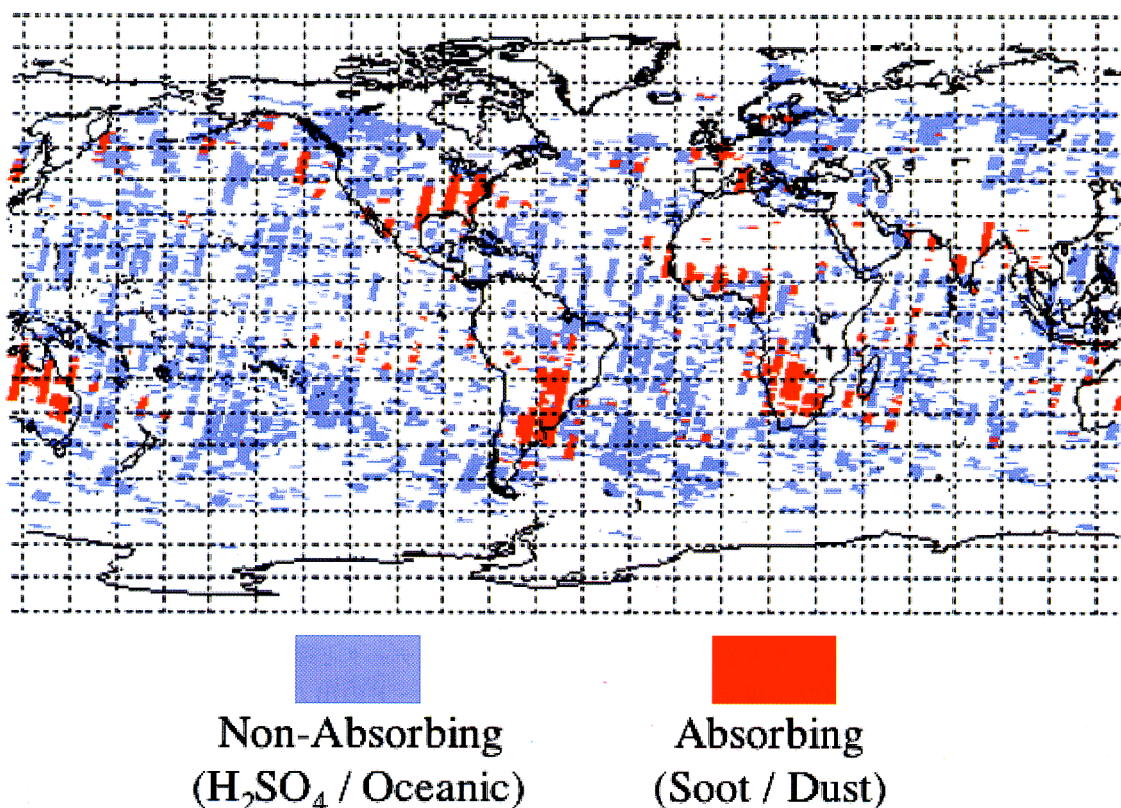 Non-Absorbing
(H₂SO₄ / Oceanic)
Absorbing
(Soot / Dust)